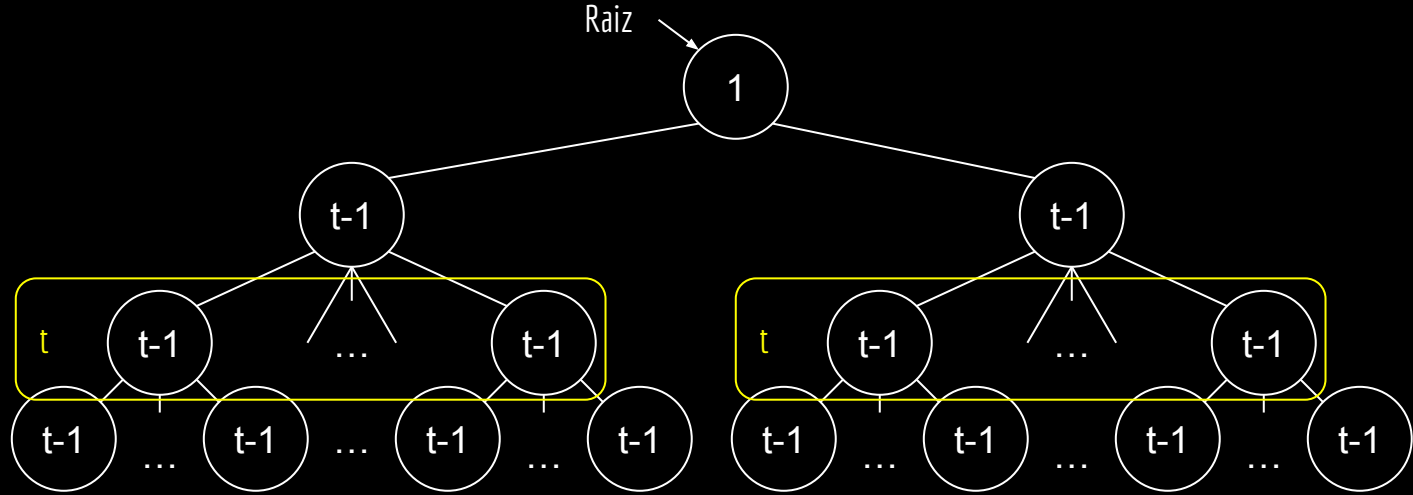 Raiz
1
t-1 t-1
t t-1 ... t-1 t t-1 ... t-1
t-1 ... t-1 ... t-1 ... t-1 t-1 ... t-1 ... t-1 ... t-1